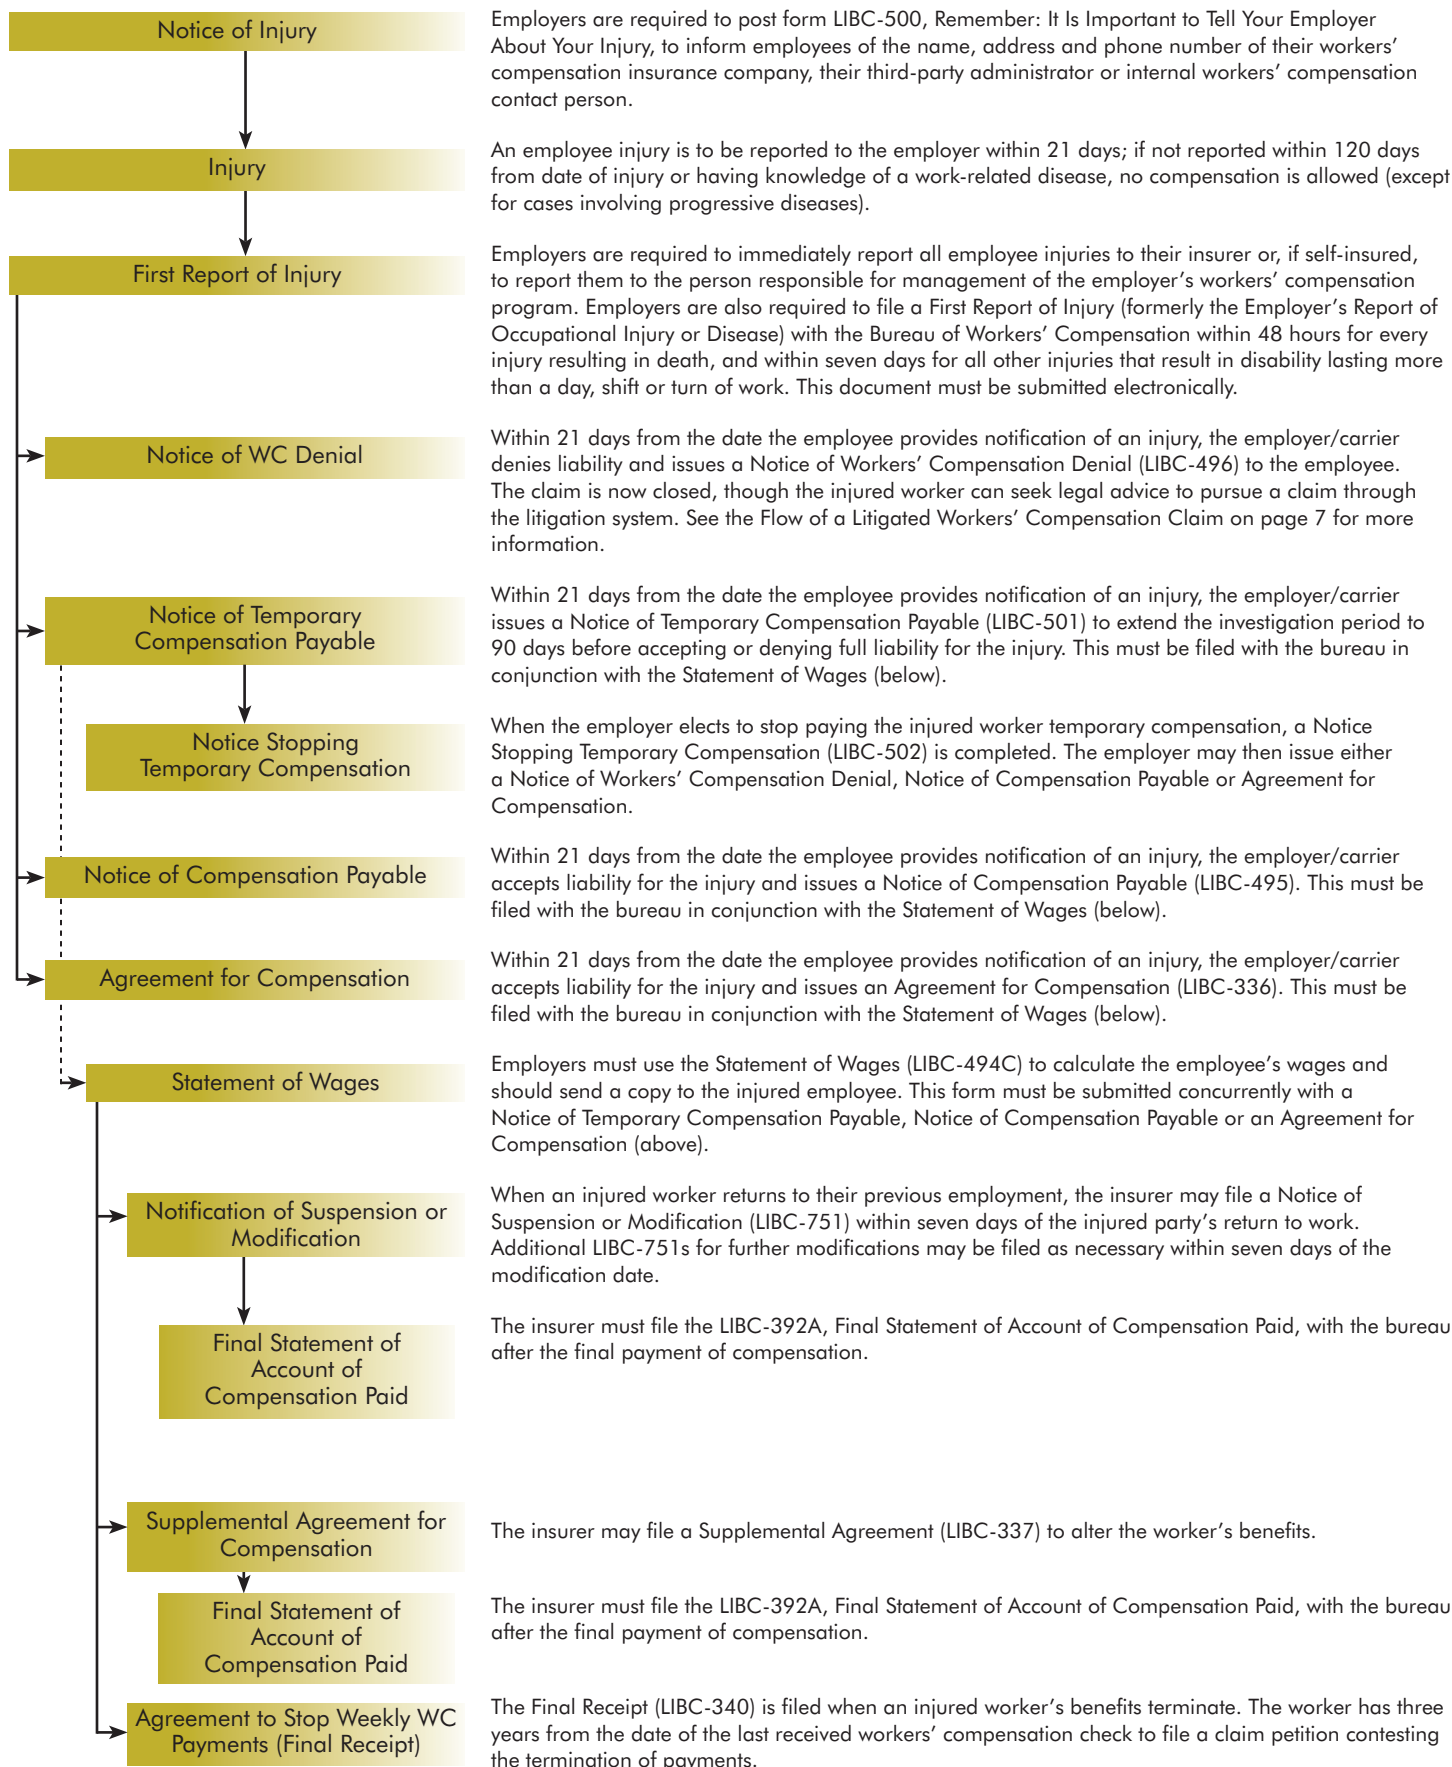 Notice of Injury
Employers are required to post form LIBC-500, Remember: It Is Important to Tell Your Employer
About Your Injury, to inform employees of the name, address and phone number of their workers’
compensation insurance company, their third-party administrator or internal workers’ compensation
contact person.
Injury
An employee injury is to be reported to the employer within 21 days; if not reported within 120 days
from date of injury or having knowledge of a work-related disease, no compensation is allowed (except
for cases involving progressive diseases).
First Report of Injury
Employers are required to immediately report all employee injuries to their insurer or, if self-insured,
to report them to the person responsible for management of the employer’s workers’ compensation
program. Employers are also required to file a First Report of Injury (formerly the Employer’s Report of
Occupational Injury or Disease) with the Bureau of Workers’ Compensation within 48 hours for every
injury resulting in death, and within seven days for all other injuries that result in disability lasting more
than a day, shift or turn of work. This document must be submitted electronically.
Notice of WC Denial
Within 21 days from the date the employee provides notification of an injury, the employer/carrier
denies liability and issues a Notice of Workers’ Compensation Denial (LIBC-496) to the employee.
The claim is now closed, though the injured worker can seek legal advice to pursue a claim through
the litigation system. See the Flow of a Litigated Workers’ Compensation Claim on page 7 for more
information.
Notice of Temporary
Compensation Payable
Within 21 days from the date the employee provides notification of an injury, the employer/carrier
issues a Notice of Temporary Compensation Payable (LIBC-501) to extend the investigation period to
90 days before accepting or denying full liability for the injury. This must be filed with the bureau in
conjunction with the Statement of Wages (below).
Notice Stopping
Temporary Compensation
When the employer elects to stop paying the injured worker temporary compensation, a Notice
Stopping Temporary Compensation (LIBC-502) is completed. The employer may then issue either
a Notice of Workers’ Compensation Denial, Notice of Compensation Payable or Agreement for
Compensation.
Notice of Compensation Payable
Within 21 days from the date the employee provides notification of an injury, the employer/carrier
accepts liability for the injury and issues a Notice of Compensation Payable (LIBC-495). This must be
filed with the bureau in conjunction with the Statement of Wages (below).
Agreement for Compensation
Within 21 days from the date the employee provides notification of an injury, the employer/carrier
accepts liability for the injury and issues an Agreement for Compensation (LIBC-336). This must be
filed with the bureau in conjunction with the Statement of Wages (below).
Statement of Wages
Employers must use the Statement of Wages (LIBC-494C) to calculate the employee’s wages and
should send a copy to the injured employee. This form must be submitted concurrently with a
Notice of Temporary Compensation Payable, Notice of Compensation Payable or an Agreement for
Compensation (above).
Notification of Suspension or
Modification
When an injured worker returns to their previous employment, the insurer may file a Notice of
Suspension or Modification (LIBC-751) within seven days of the injured party’s return to work.
Additional LIBC-751s for further modifications may be filed as necessary within seven days of the
modification date.
Final Statement of
Account of
Compensation Paid
The insurer must file the LIBC-392A, Final Statement of Account of Compensation Paid, with the bureau
after the final payment of compensation.
Supplemental Agreement for
Compensation
The insurer may file a Supplemental Agreement (LIBC-337) to alter the worker’s benefits.
Final Statement of
Account of
Compensation Paid
The insurer must file the LIBC-392A, Final Statement of Account of Compensation Paid, with the bureau
after the final payment of compensation.
Agreement to Stop Weekly WC
Payments (Final Receipt)
The Final Receipt (LIBC-340) is filed when an injured worker’s benefits terminate. The worker has three
years from the date of the last received workers’ compensation check to file a claim petition contesting
the termination of payments.